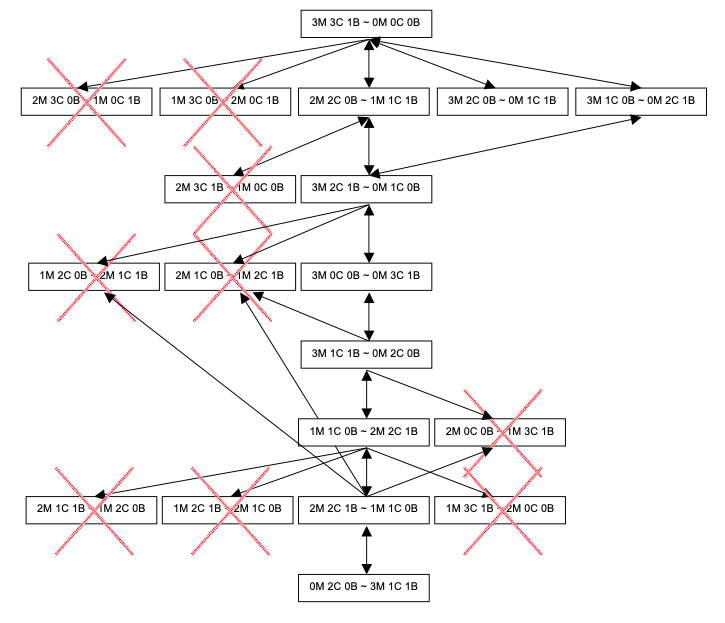 3M 3C 1B ~ 0M 0C 0B
2M 3C 0B ~ 1M 0C 1B
1M 3C 0B ~ 2M 0C 1B
2M 2C 0B ~ 1M 1C 1B
3M 2C 0B ~ 0M 1C 1B
3M 1C 0B ~ 0M 2C 1B
2M 3C 1B ~ 1M 0C 0B
3M 2C 1B ~ 0M 1C 0B
1M 2C 0B ~ 2M 1C 1B
2M 1C 0B ~ 1M 2C 1B
3M 0C 0B ~ 0M 3C 1B
3M 1C 1B ~ 0M 2C 0B
1M 1C 0B ~ 2M 2C 1B
2M 0C 0B ~ 1M 3C 1B
2M 1C 1B ~ 1M 2C 0B
1M 2C 1B ~ 2M 1C 0B
2M 2C 1B ~ 1M 1C 0B
1M 3C 1B ~ 2M 0C 0B
0M 2C 0B ~ 3M 1C 1B